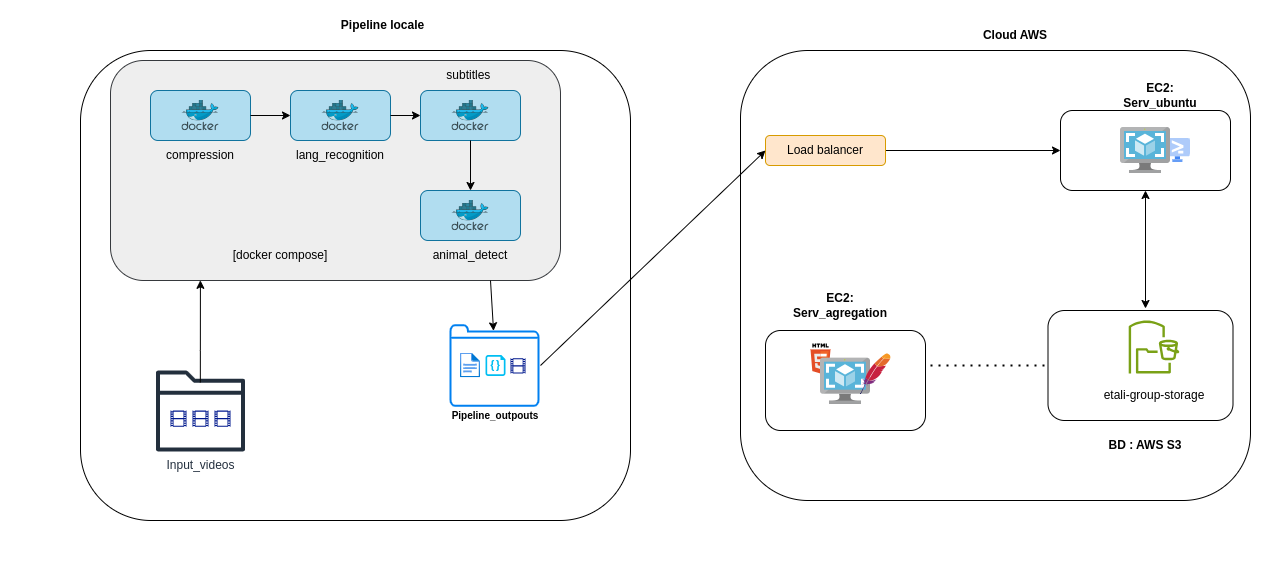 Pipeline locale
Cloud AWS
subtitles
docker
docker
docker
compression
lang_recognition
docker
[docker compose]
animal_detect
{}
Pipeline_outpouts
Input_videos
Load balancer
EC2:
Serv_ubuntu
EC2:
Serv_agregation
HTML
5
etali-group-storage
BD : AWS S3